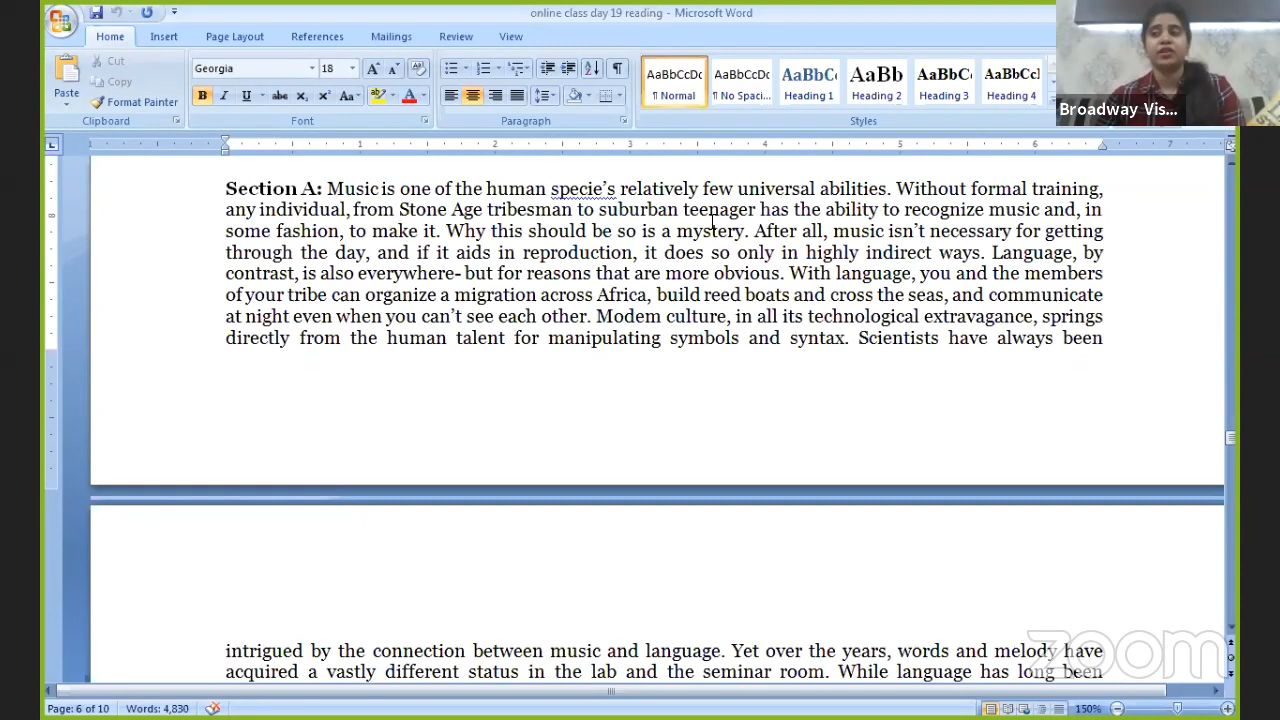 online class day 19 reading - Microsoft Word
Home Insert Page Layout References Mailings Review View
Paste
Cut
Copy
Format Painter
Georgia 18
AaBbCcDc AaBbCcDc AaBbC AaBb AaBbC AaBbCcI
¶ Normal ¶ No Spaci... Heading 1 Heading 2 Heading 3 Heading 4
Clipboard Font Paragraph Styles
Broadway Vis...
1 2 3 4 5 6 7
Section A: Music is one of the human specie's relatively few universal abilities. Without formal training,
any individual, from Stone Age tribesman to suburban teenager has the ability to recognize music and, in
some fashion, to make it. Why this should be so is a mystery. After all, music isn't necessary for getting
through the day, and if it aids in reproduction, it does so only in highly indirect ways. Language, by
contrast, is also everywhere- but for reasons that are more obvious. With language, you and the members
of your tribe can organize a migration across Africa, build reed boats and cross the seas, and communicate
at night even when you can't see each other. Modem culture, in all its technological extravagance, springs
directly from the human talent for manipulating symbols and syntax. Scientists have always been
intrigued by the connection between music and language. Yet over the years, words and melody have
acquired a vastly different status in the lab and the seminar room. While language has long been
zoom
Page: 6 of 10 Words: 4,830 150%